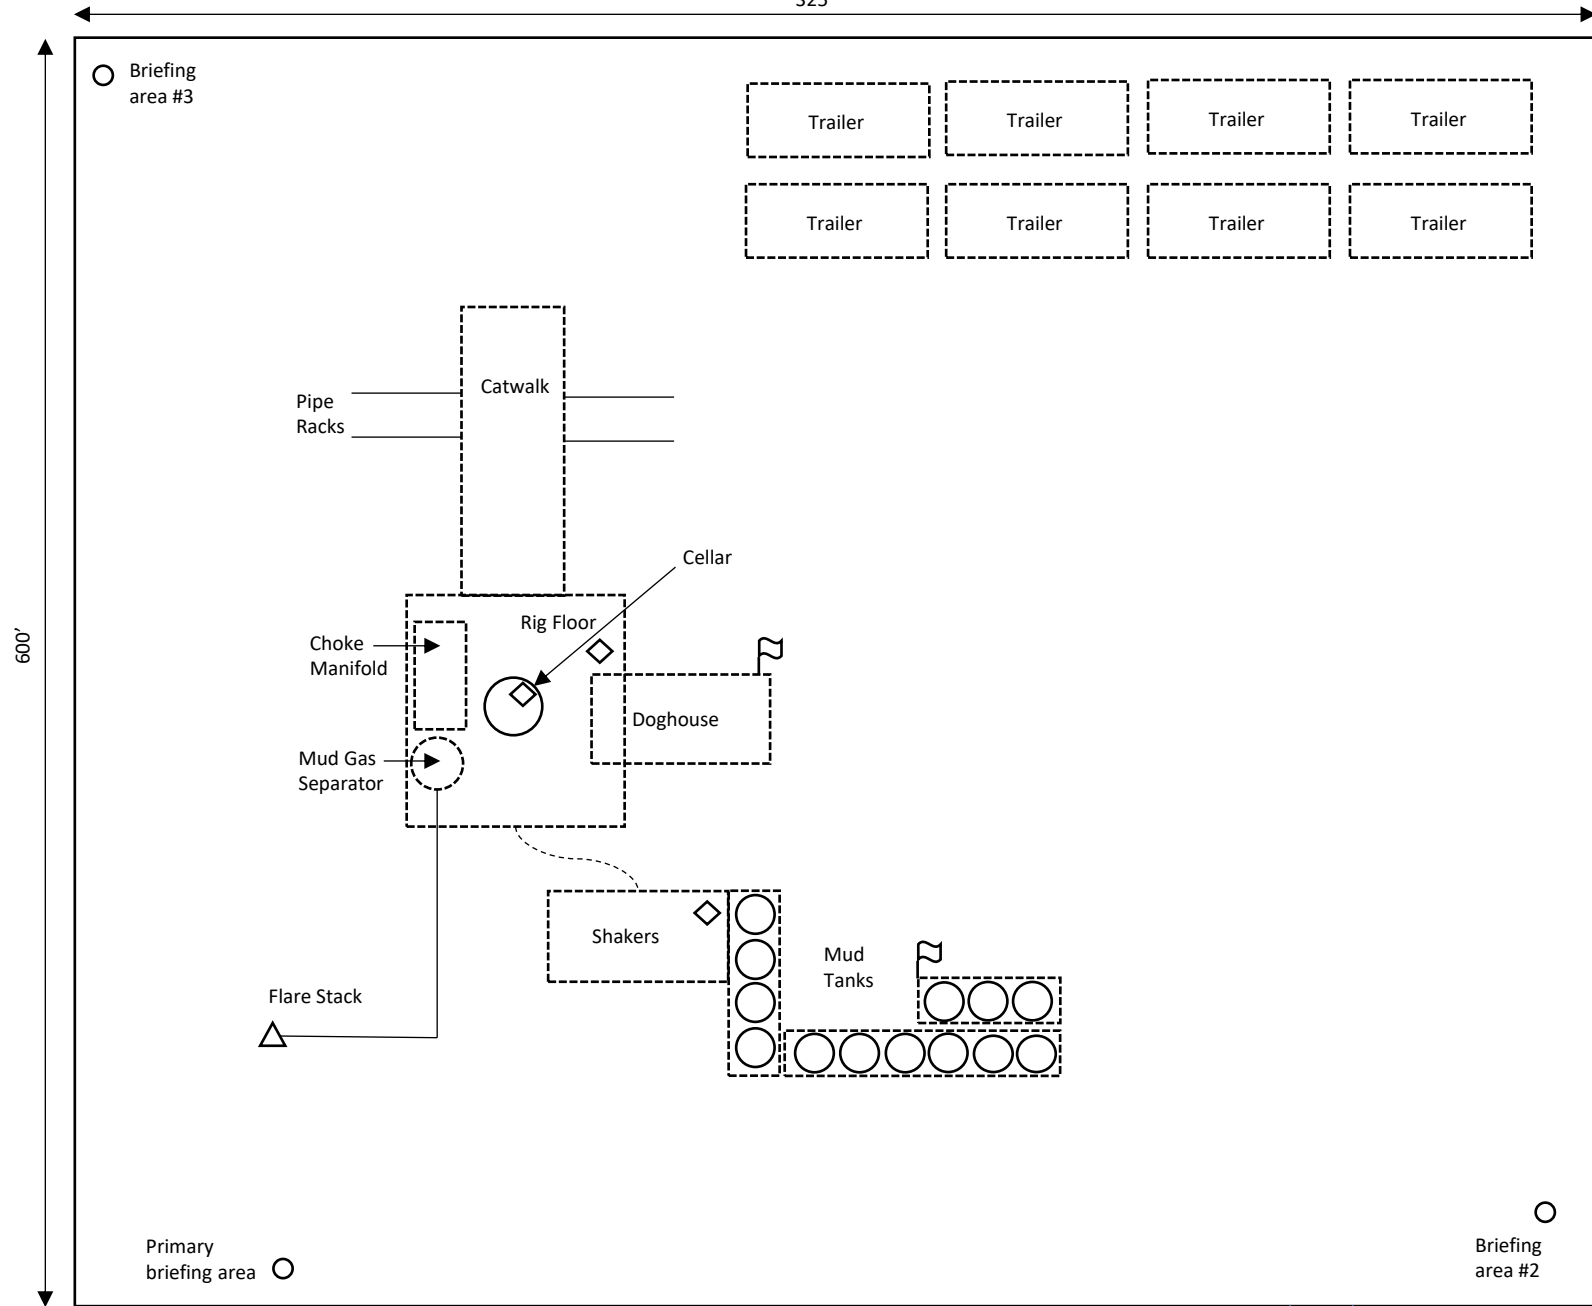 325
Briefing
area #3
Trailer
Trailer
Trailer
Trailer
Trailer
Trailer
Trailer
Trailer
Catwalk
Pipe
Racks
Cellar
Rig Floor
600’
Choke
Manifold
Doghouse
Mud Gas
Separator
Shakers
Mud
Tanks
Flare Stack
Primary
briefing area
Briefing
area #2